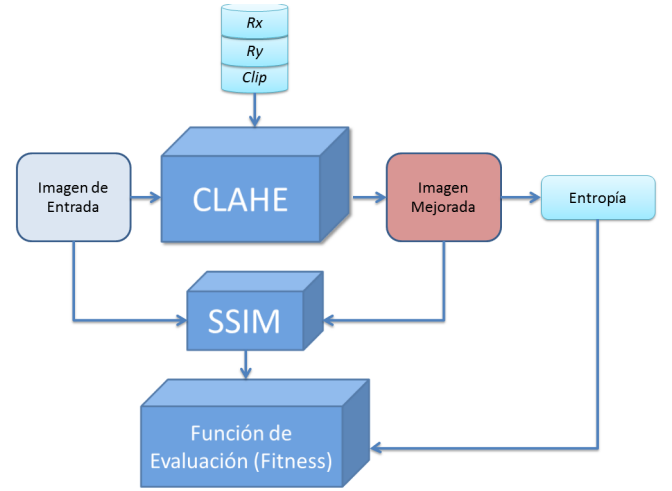 Rx
Ry
Clip
Imagen de
Entrada
CLAHE
Imagen
Mejorada
Entropía
SSIM
Función de
Evaluación (Fitness)